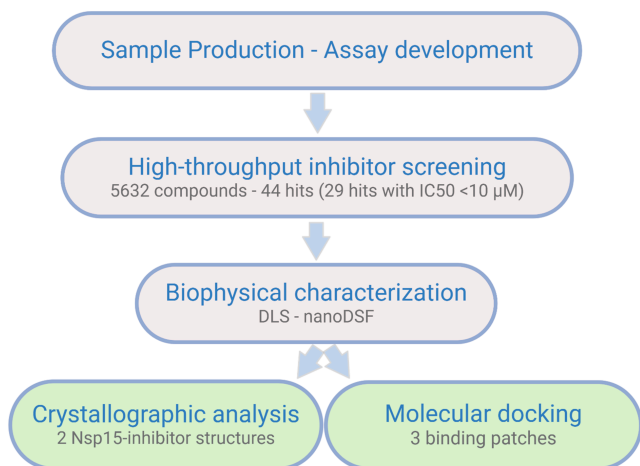 Sample Production - Assay development
High-throughput inhibitor screening
5632 compounds - 44 hits (29 hits with IC50 <10 µM)
Biophysical characterization
DLS - nanoDSF
Crystallographic analysis
2 Nsp15-inhibitor structures
Molecular docking
3 binding patches